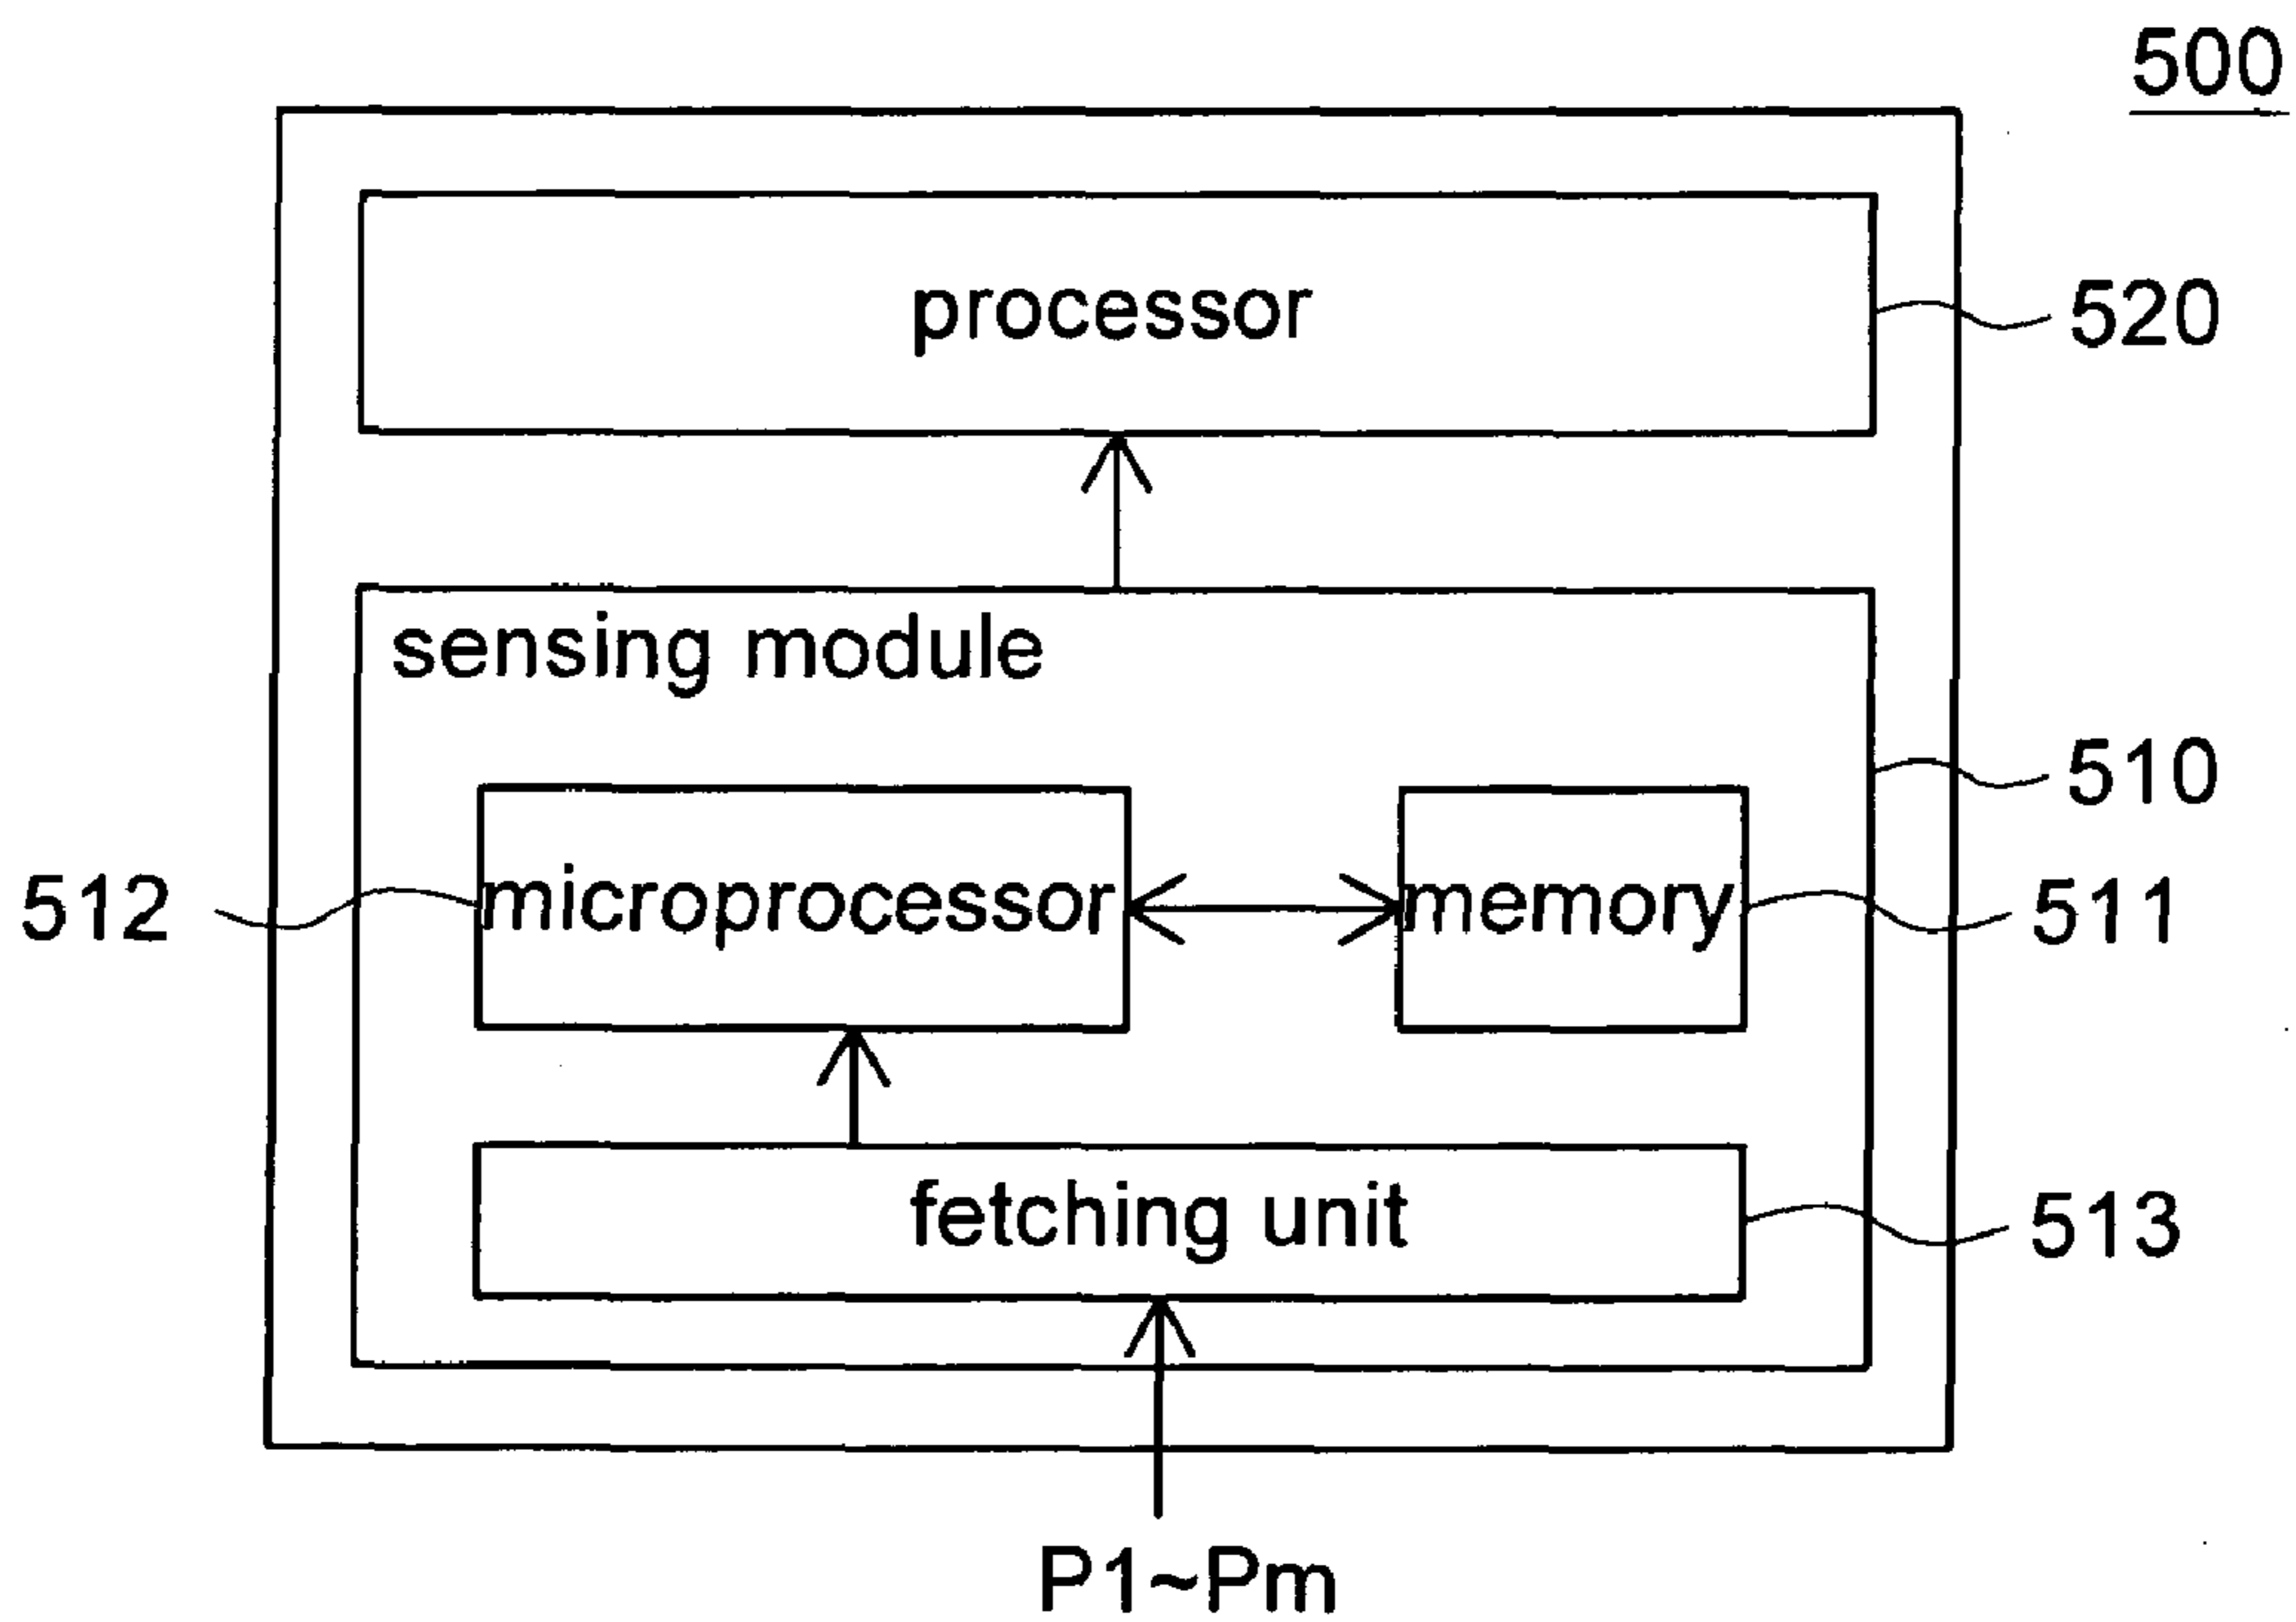 500
processor
520
sensing module
510
512
microprocessor
memory
511
fetching unit
513
P1~Pm